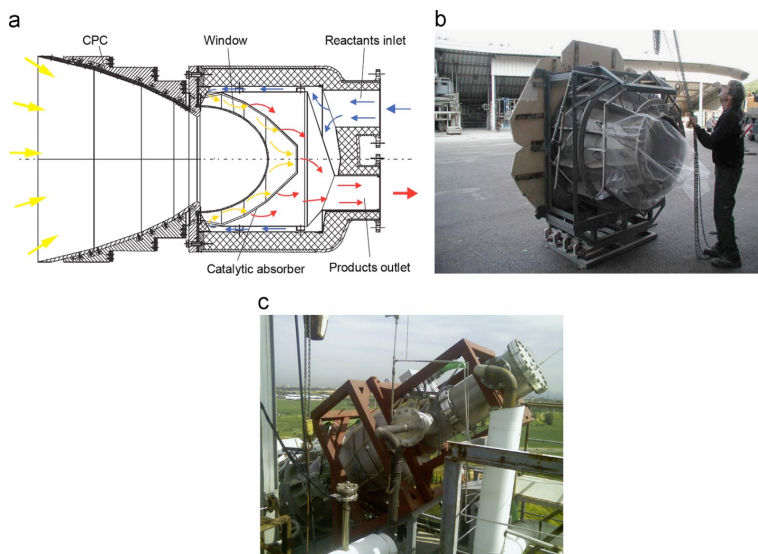 a
CPC
Window
Reactants inlet
Catalytic absorber
Products outlet
b
c